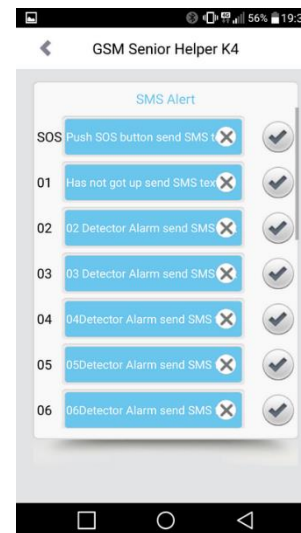 56% 19:3
GSM Senior Helper K4
SMS Alert
SOS Push SOS button send SMS t
01 Has not got up send SMS tex
02 02 Detector Alarm send SMS
03 03 Detector Alarm send SMS
04 04Detector Alarm send SMS
05 05Detector Alarm send SMS
06 06Detector Alarm send SMS